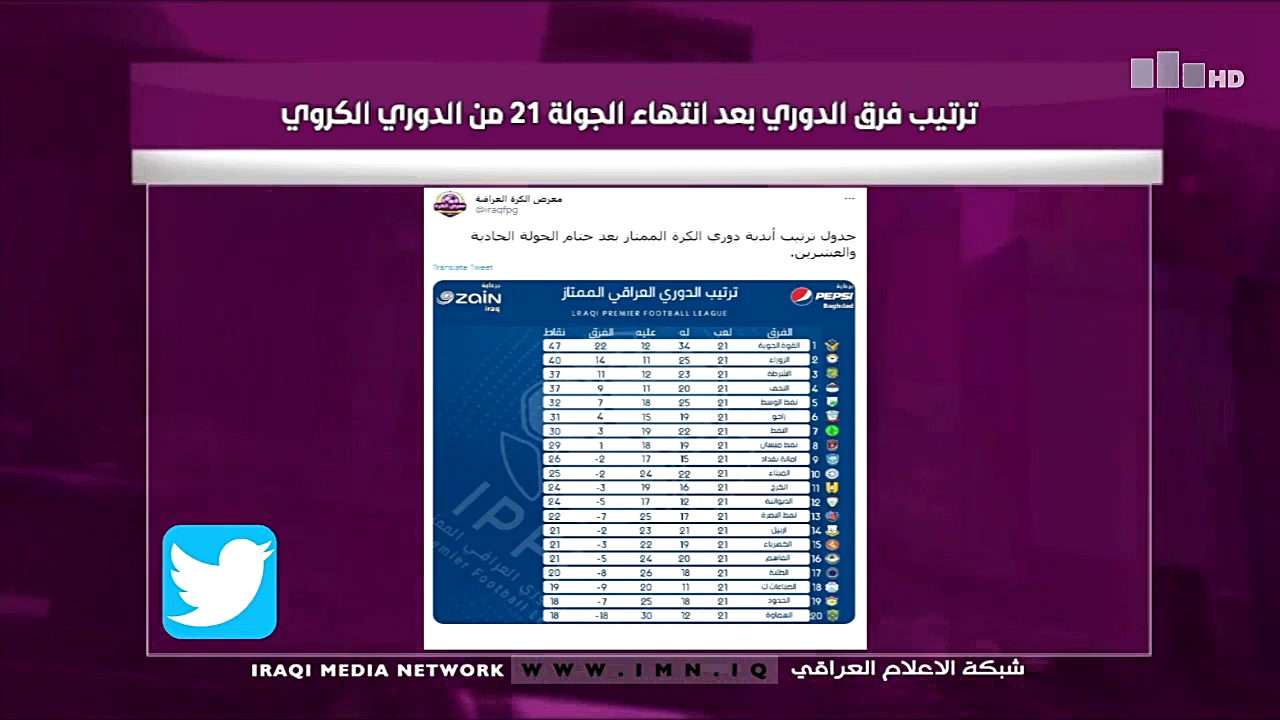 HD
ترتيب فرق الدوري بعد انتهاء الجولة 21 من الدوري الكروي
معرض الكرة العراقية
@iraqfpg
جدول ترتيب أندية دوري الكرة الممتاز بعد ختام الجولة الحادية
والعشرين.
Translate Tweet
برعاية
PEPSI
Baghdad
ترتيب الدوري العراقي الممتاز
IRAQI PREMIER FOOTBALL LEAGUE
برعاية
zain
iraq
الفرق لعب له عليه الفرق نقاط
1 القوة الجوية 21 34 12 22 47
2 الزوراء 21 25 11 14 40
3 الشرطة 21 23 12 11 37
4 النجف 21 20 11 9 37
5 نفط الوسط 21 25 18 7 32
6 زاخو 21 19 15 4 31
7 النفط 21 22 19 3 30
8 نفط ميسان 21 19 18 1 29
9 امانة بغداد 21 15 17 -2 26
10 الميناء 21 22 24 -2 25
11 الكرخ 21 16 19 -3 24
12 الديوانية 21 12 17 -5 24
13 نفط البصرة 21 17 25 -7 22
14 اربيل 21 21 23 -2 21
15 الكهرباء 21 19 22 -3 21
16 القاسم 21 20 24 -5 21
17 الطلبة 21 18 26 -8 20
18 الصناعات ك 21 11 20 -9 19
19 الحدود 21 18 25 -7 18
20 السماوة 21 12 30 -18 18
IRAQI MEDIA NETWORK WWW.IMN.IQ شبكة الاعلام العراقي